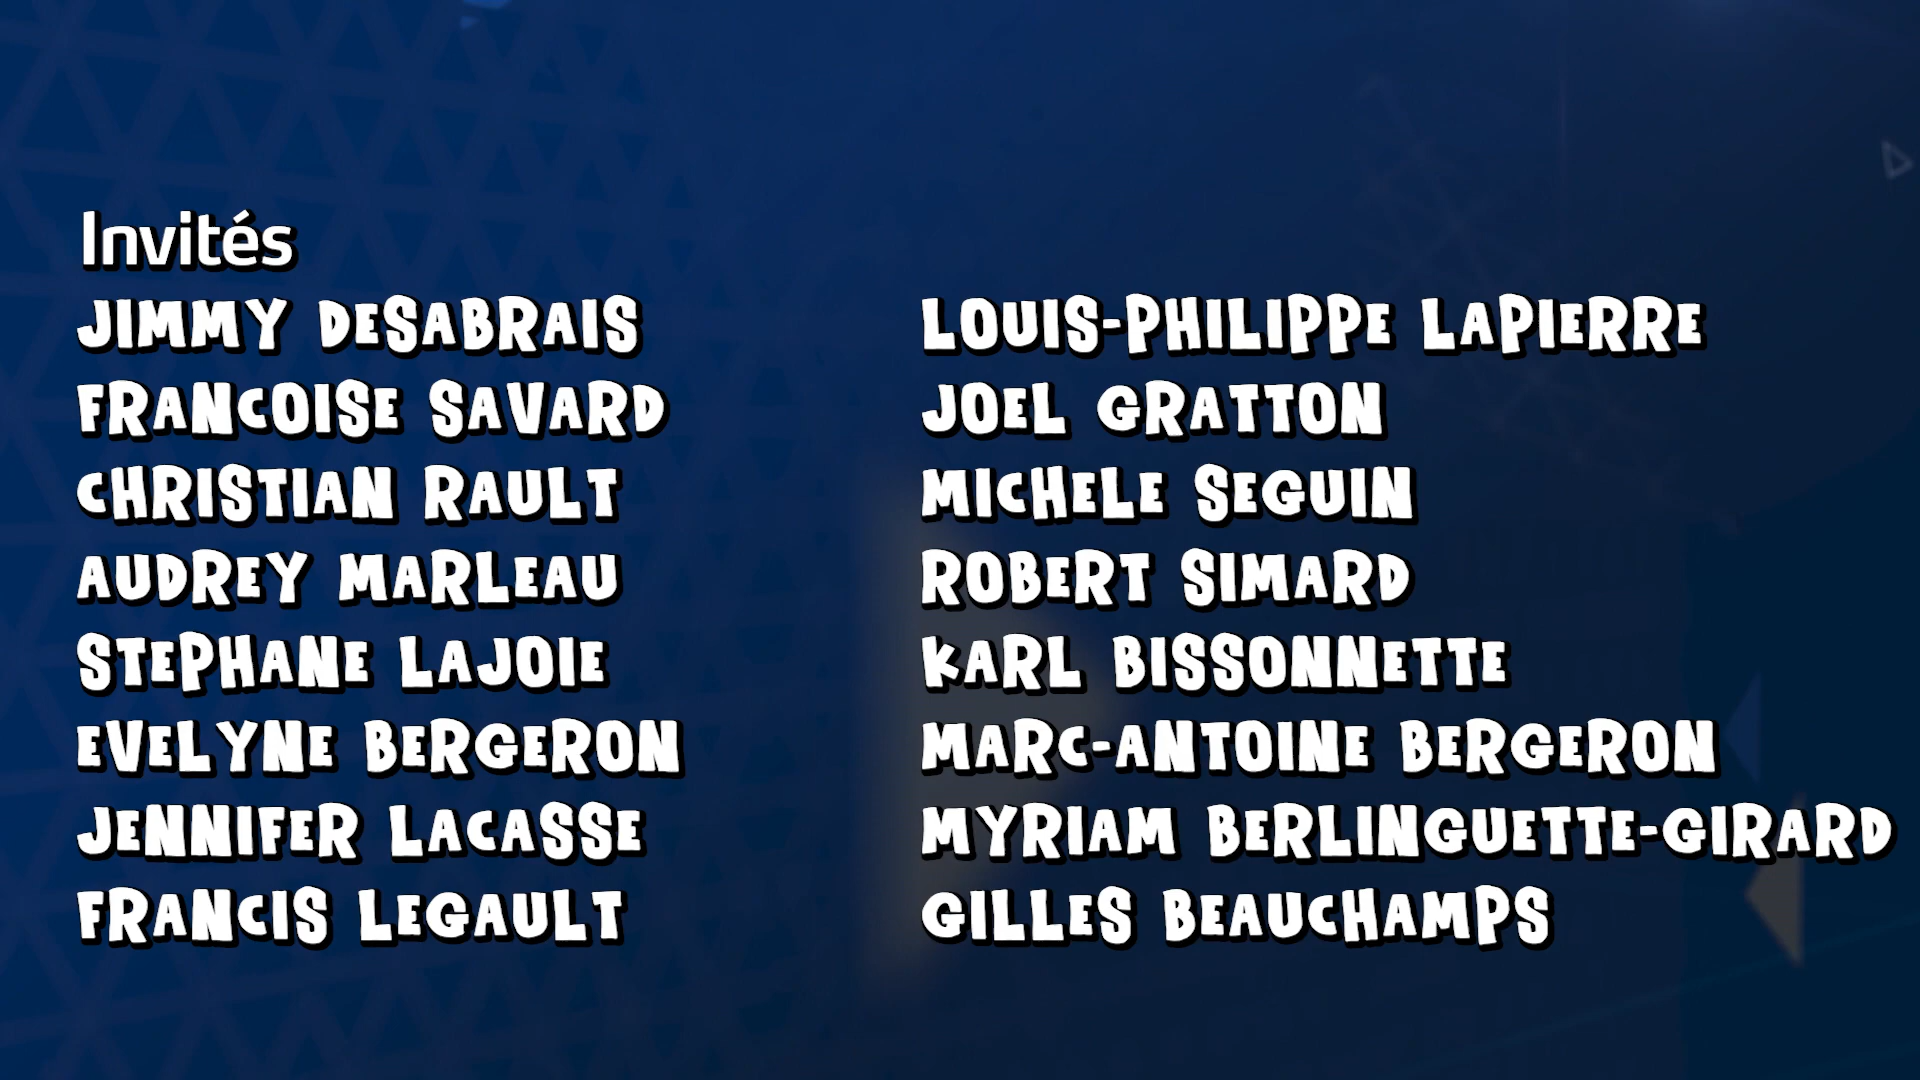 Invités
JIMMY DESABRAIS
FRANCOISE SAVARD
CHRISTIAN RAULT
AUDREY MARLEAU
STEPHANE LAJOIE
EVELYNE BERGERON
JENNIFER LACASSE
FRANCIS LEGAULT
LOUIS-PHILIPPE LAPIERRE
JOEL GRATTON
MICHELE SEGUIN
ROBERT SIMARD
KARL BISSONNETTE
MARC-ANTOINE BERGERON
MYRIAM BERLINGUETTE-GIRARD
GILLES BEAUCHAMPS